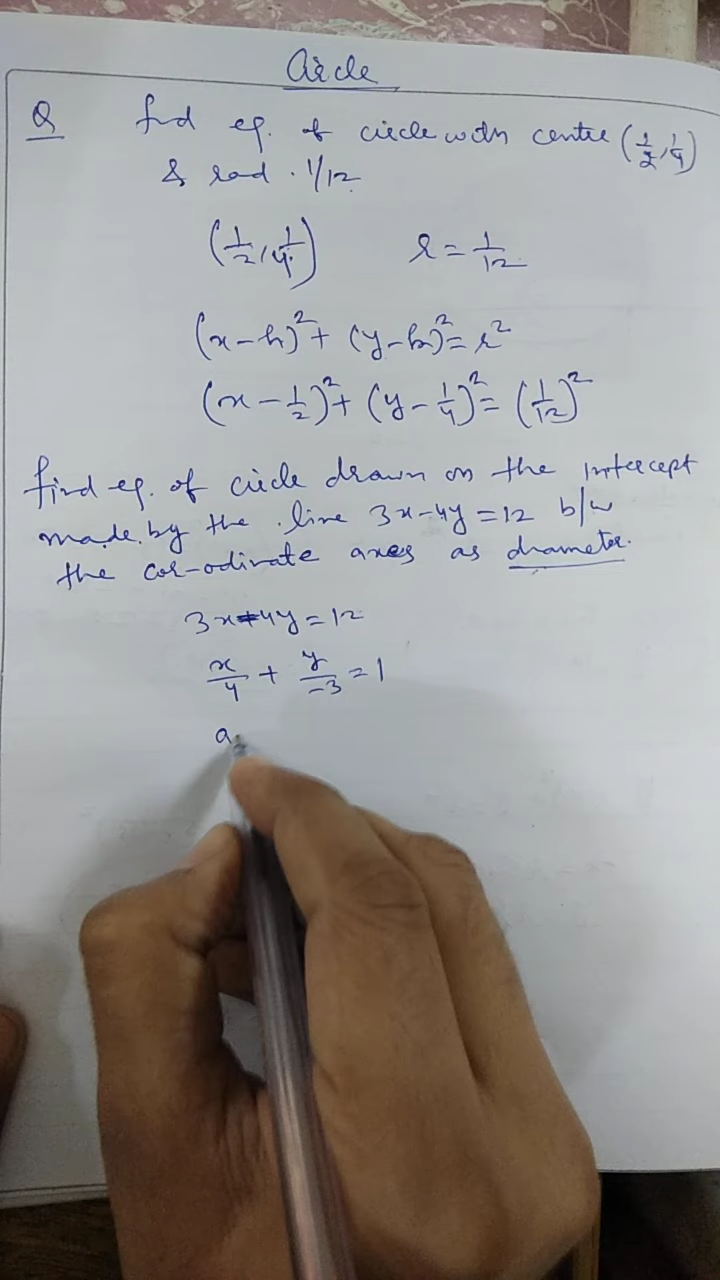 Circle
Q find eq. of circle with centre (1/2, 1/4)
& rad. 1/12
(1/2, 1/4) r = 1/12
(x-h)²+ (y-k)²= r²
(x - 1/2)²+ (y - 1/4)²= (1/12)²
find eq. of circle drawn on the intercept
made by the line 3x-4y=12 b/w
the cor-odinate axes as diameter.
3x-4y=12
x/4 + y/-3 = 1
a